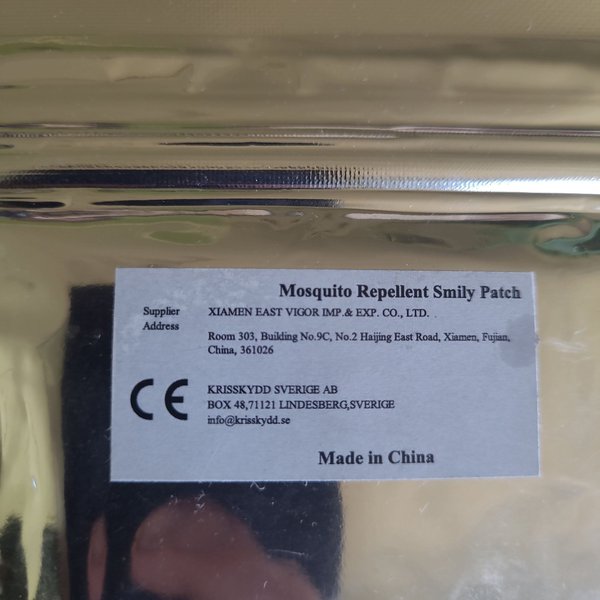 Mosquito Repellent Smily Patch
Supplier XIAMEN EAST VIGOR IMP.& EXP. CO., LTD.
Address
Room 303, Building No.9C, No.2 Haijing East Road, Xiamen, Fujian,
China, 361026
CE KRISSKYDD SVERIGE AB
BOX 48,71121 LINDESBERG,SVERIGE
info@krisskydd.se
Made in China